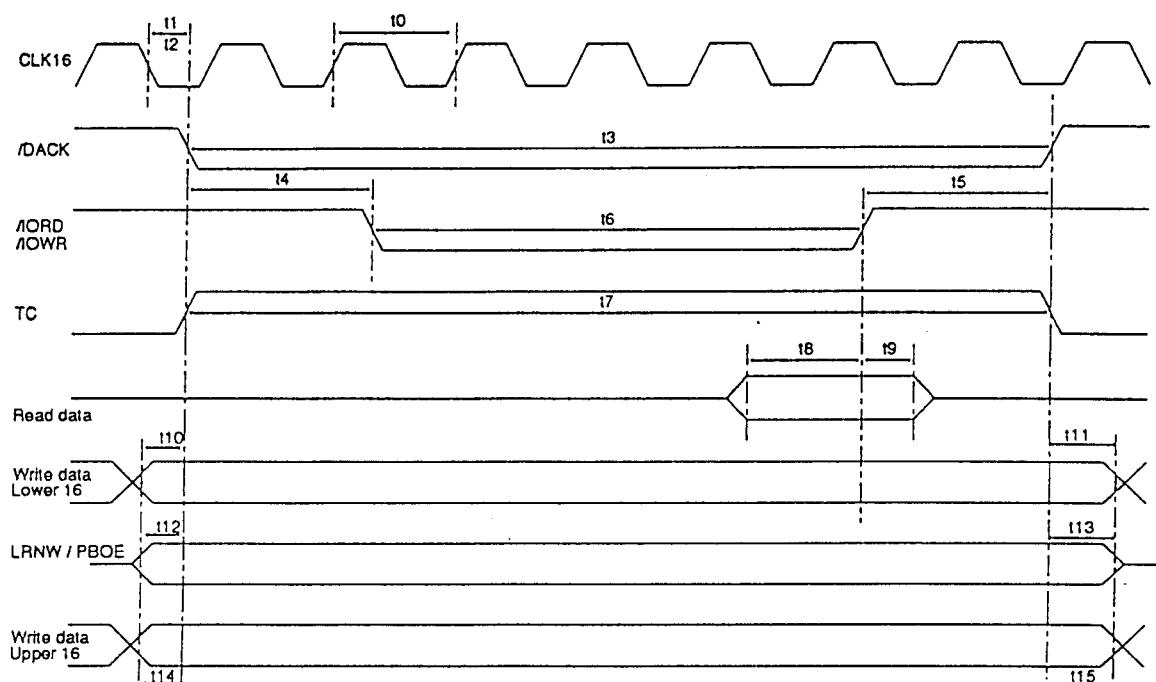 t1
t2
t0
CLK16
t3
/DACK
t4
t5
/IORD
/IOWR
t6
TC
t7
t8
t9
Read data
t10
t11
Write data
Lower 16
t12
t13
LRNW / PBOE
Write data
Upper 16
t14
t15